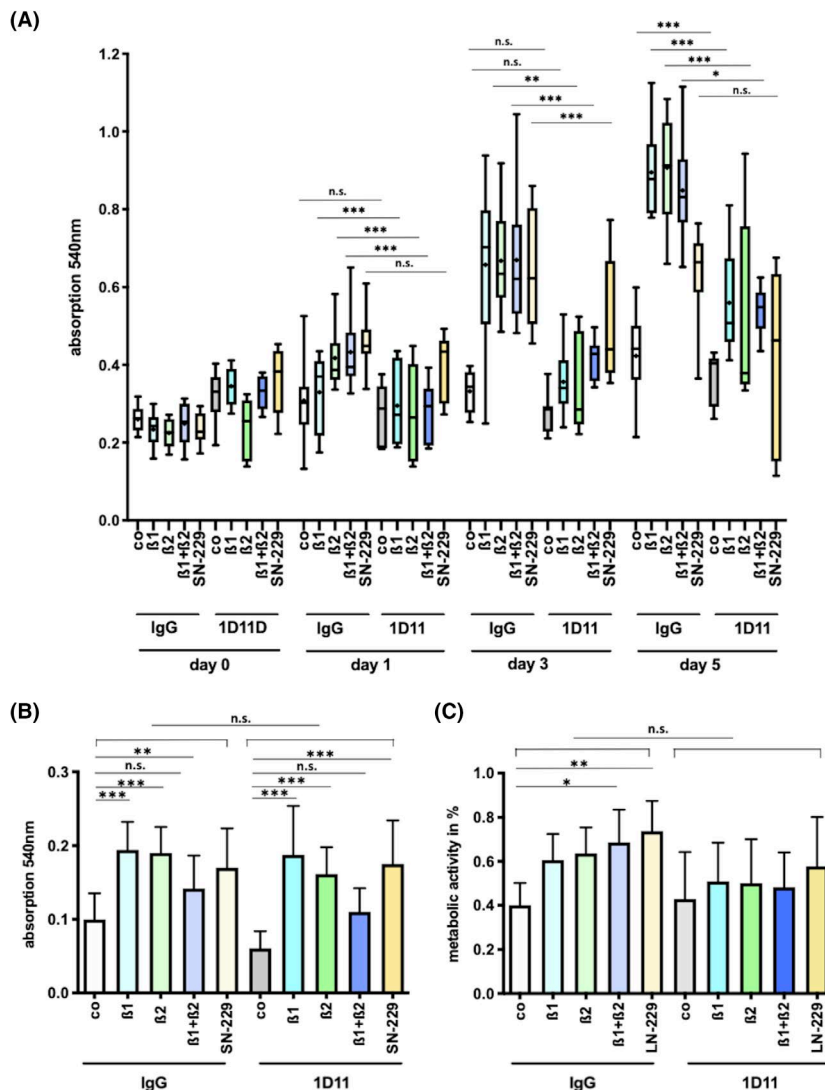 (A)
*** 
n.s. ***
n.s. ***
** *
*** n.s.
***
n.s.
***
***
***
n.s.
absorption 540nm
1.2
1.0
0.8
0.6
0.4
0.2
0.0
co ß1 ß2 ß1+ß2 SN-229 co ß1 ß2 ß1+ß2 SN-229 co ß1 ß2 ß1+ß2 SN-229 co ß1 ß2 ß1+ß2 SN-229 co ß1 ß2 ß1+ß2 SN-229 co ß1 ß2 ß1+ß2 SN-229 co ß1 ß2 ß1+ß2 SN-229 co ß1 ß2 ß1+ß2 SN-229
IgG 1D11D IgG 1D11 IgG 1D11 IgG 1D11
day 0 day 1 day 3 day 5
(B)
n.s.
** ***
n.s. n.s.
*** ***
*** ***
absorption 540nm
0.3
0.2
0.1
0.0
co ß1 ß2 ß1+ß2 SN-229 co ß1 ß2 ß1+ß2 SN-229
IgG 1D11
(C)
n.s.
**
*
metabolic activity in %
1.0
0.8
0.6
0.4
0.2
0.0
co ß1 ß2 ß1+ß2 LN-229 co ß1 ß2 ß1+ß2 LN-229
IgG 1D11